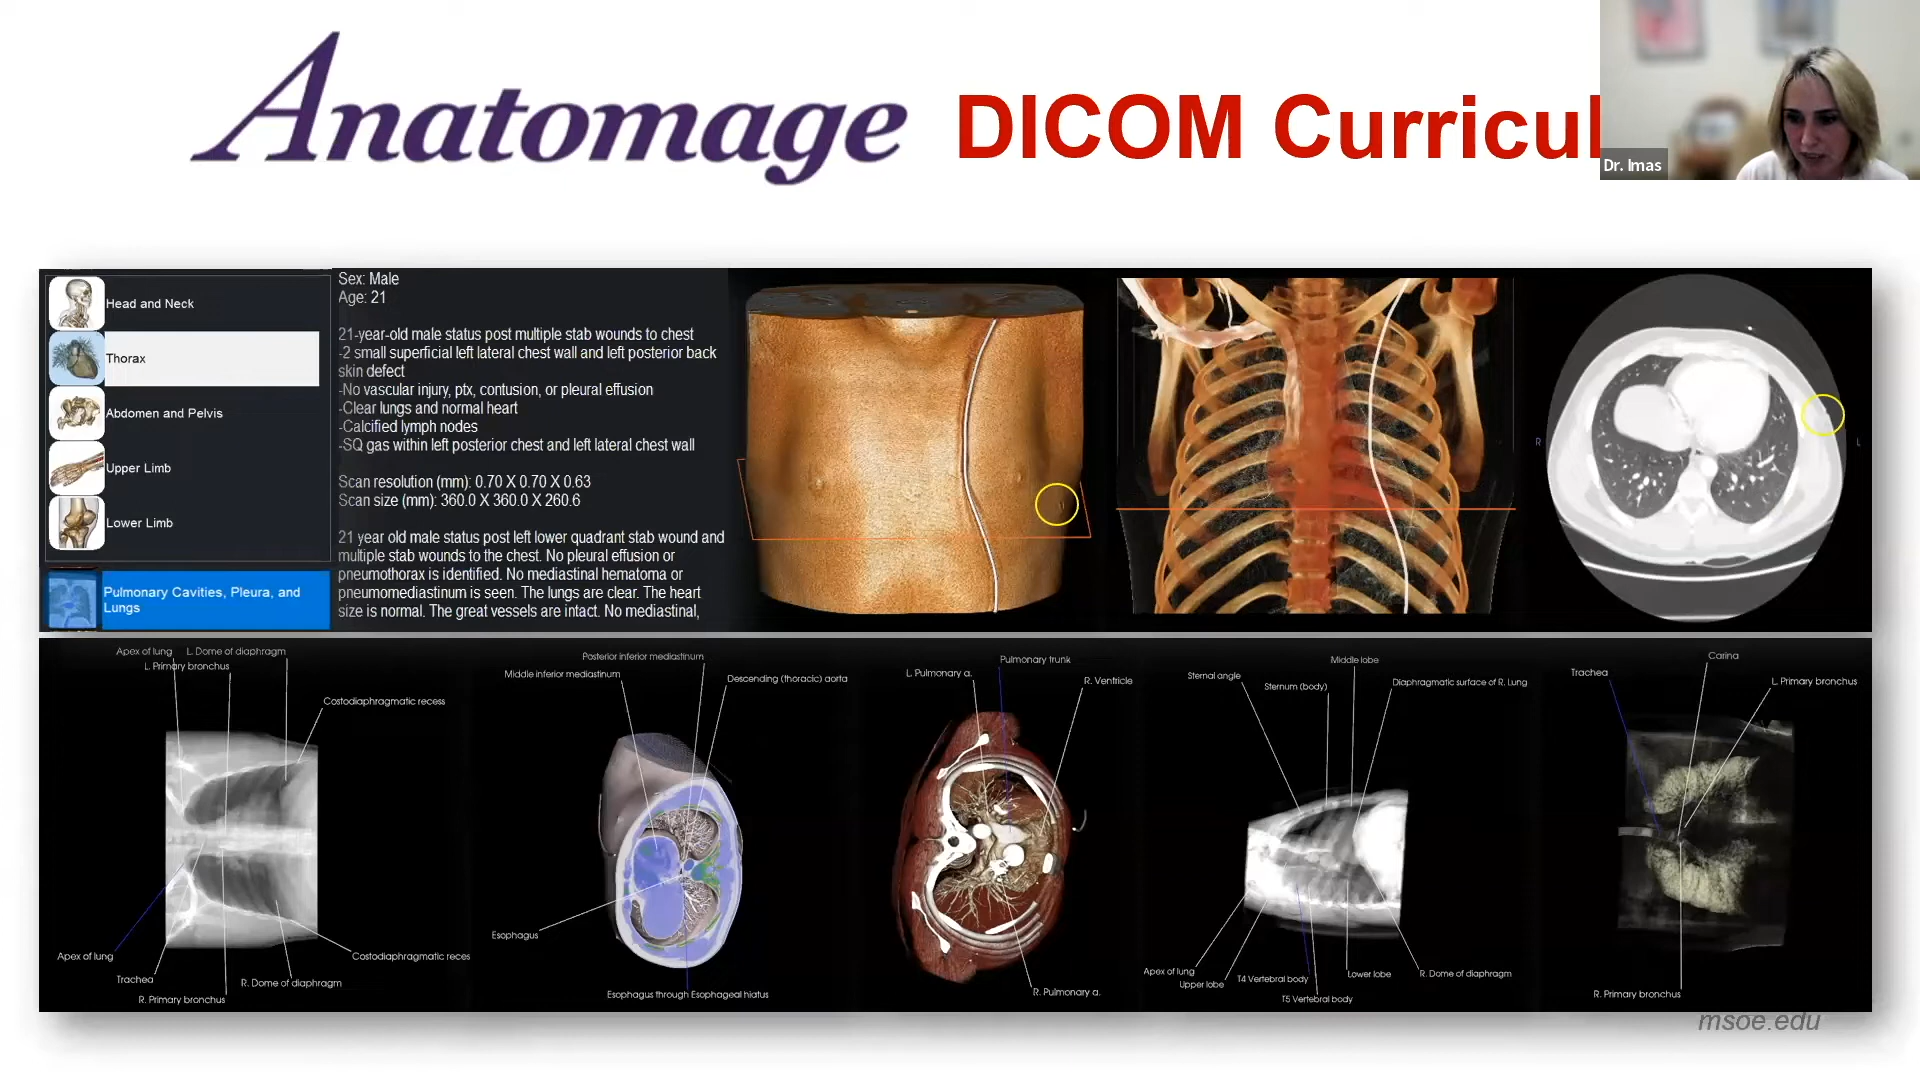 Anatomage DICOM Curricul
Dr. Imas
Head and Neck
Thorax
Abdomen and Pelvis
Upper Limb
Lower Limb
Pulmonary Cavities, Pleura, and
Lungs
Sex: Male
Age: 21
21-year-old male status post multiple stab wounds to chest
-2 small superficial left lateral chest wall and left posterior back
skin defect
-No vascular injury, ptx, contusion, or pleural effusion
-Clear lungs and normal heart
-Calcified lymph nodes
-SQ gas within left posterior chest and left lateral chest wall
Scan resolution (mm): 0.70 X 0.70 X 0.63
Scan size (mm): 360.0 X 360.0 X 260.6
21 year old male status post left lower quadrant stab wound and
multiple stab wounds to the chest. No pleural effusion or
pneumothorax is identified. No mediastinal hematoma or
pneumomediastinum is seen. The lungs are clear. The heart
size is normal. The great vessels are intact. No mediastinal,
R
L
Apex of lung
L. Dome of diaphragm
L. Primary bronchus
Costodiaphragmatic recess
Apex of lung
Trachea
R. Primary bronchus
R. Dome of diaphragm
Costodiaphragmatic reces
Posterior inferior mediastinum
Middle inferior mediastinum
Descending (thoracic) aorta
Esophagus
Esophagus through Esophageal hiatus
Pulmonary trunk
L. Pulmonary a.
R. Ventricle
R. Pulmonary a.
Middle lobe
Sternal angle
Sternum (body)
Diaphragmatic surface of R. Lung
Apex of lung
Upper lobe
T4 Vertebral body
T5 Vertebral body
Lower lobe
R. Dome of diaphragm
Carina
Trachea
L. Primary bronchus
R. Primary bronchus
msoe.edu